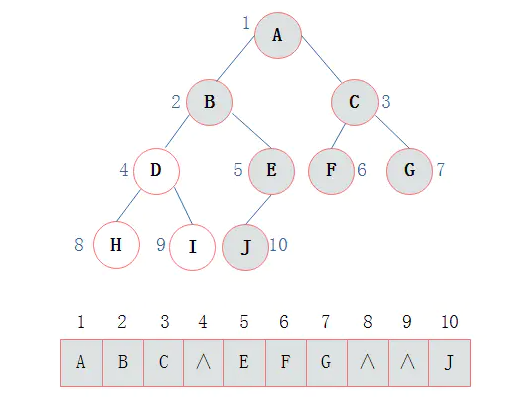 1 A
2 B C 3
4 D 5 E F 6 G 7
8 H 9 I J 10
1 2 3 4 5 6 7 8 9 10
A B C ∧ E F G ∧ ∧ J